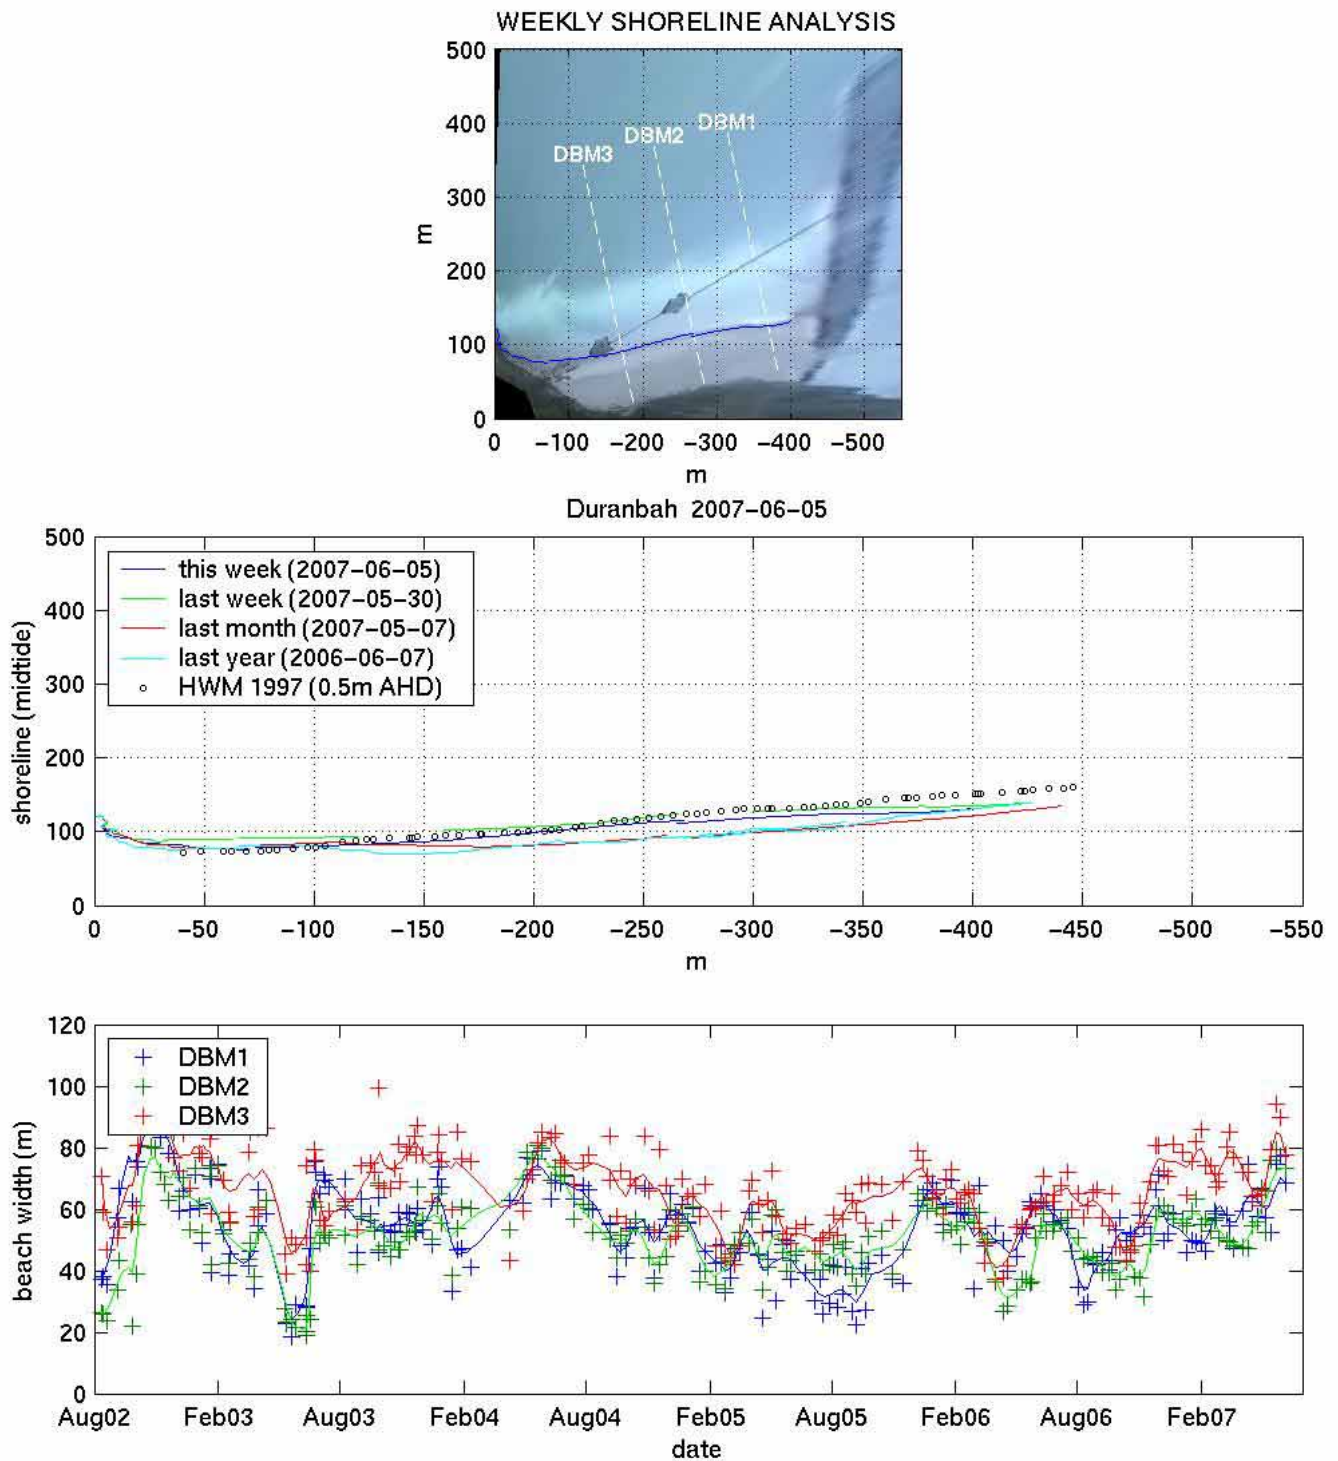 WEEKLY SHORELINE ANALYSIS
500
400
300
200
100
0
m
DBM1
DBM2
DBM3
0 −100 −200 −300 −400 −500
m
Duranbah 2007−06−05
500
400
300
200
100
0
shoreline (midtide)
this week (2007−06−05)
last week (2007−05−30)
last month (2007−05−07)
last year (2006−06−07)
HWM 1997 (0.5m AHD)
0 −50 −100 −150 −200 −250 −300 −350 −400 −450 −500 −550
m
120
100
80
60
40
20
0
beach width (m)
DBM1
DBM2
DBM3
Aug02 Feb03 Aug03 Feb04 Aug04 Feb05 Aug05 Feb06 Aug06 Feb07
date